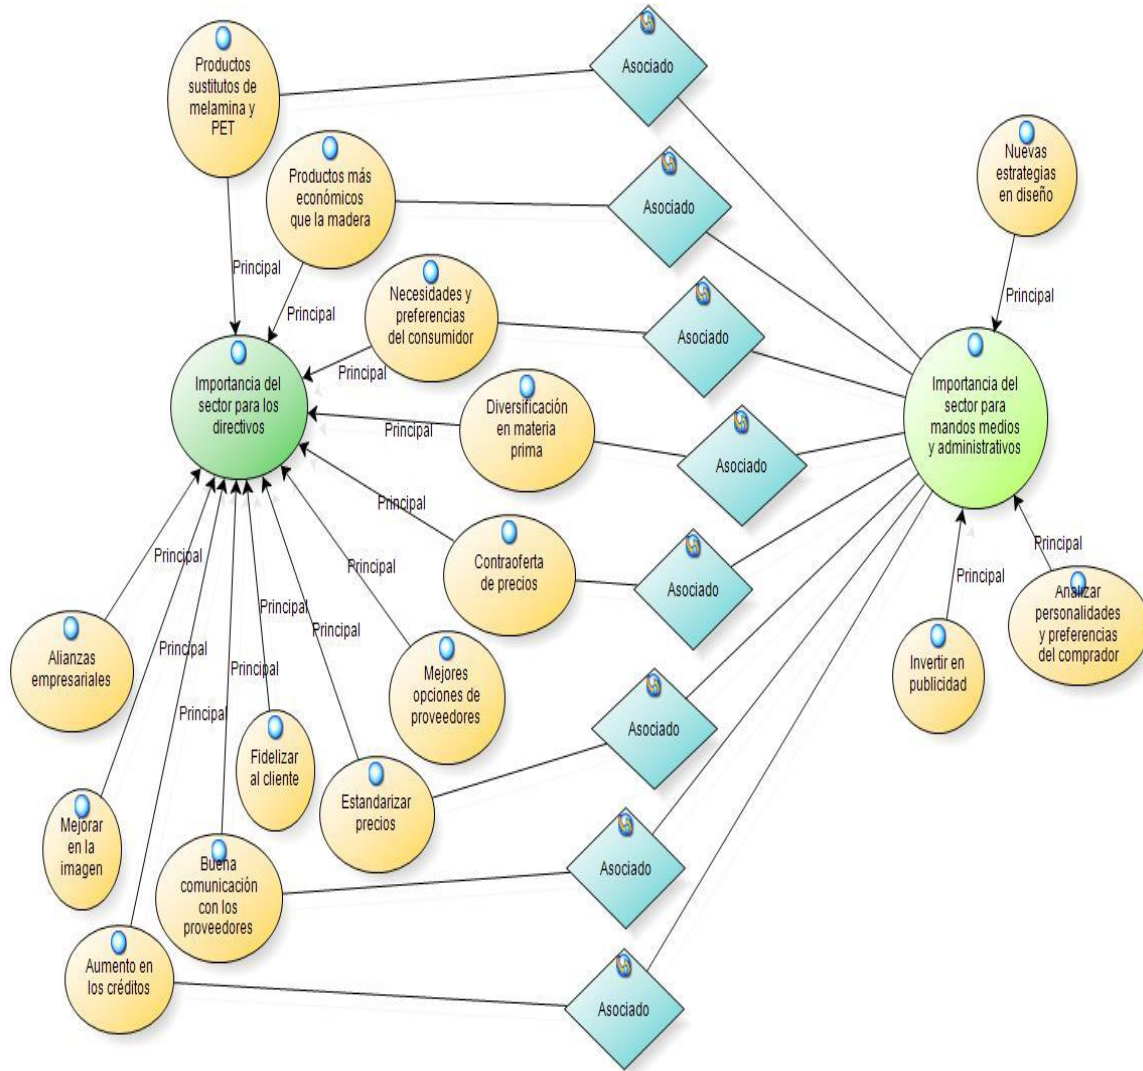 Productos
sustitutos de
melamina y
PET
Asociado
Nuevas
estrategias
en diseño
Productos más
económicos
que la madera
Asociado
Principal
Principal
Principal
Necesidades y
preferencias
del consumidor
Asociado
Principal
Importancia del
sector para los
directivos
Importancia del
sector para
mandos medios
y administrativos
Diversificación
en materia
prima
Principal
Asociado
Principal
Contraoferta
de precios
Asociado
Principal
Principal
Principal
Principal
Principal
Principal
Analizar
personalidades
y preferencias
del comprador
Alianzas
empresariales
Principal
Principal
Principal
Mejores
opciones de
proveedores
Invertir en
publicidad
Asociado
Fidelizar
al cliente
Estandarizar
precios
Mejorar
en la
imagen
Buena
comunicación
con los
proveedores
Asociado
Aumento en
los créditos
Asociado